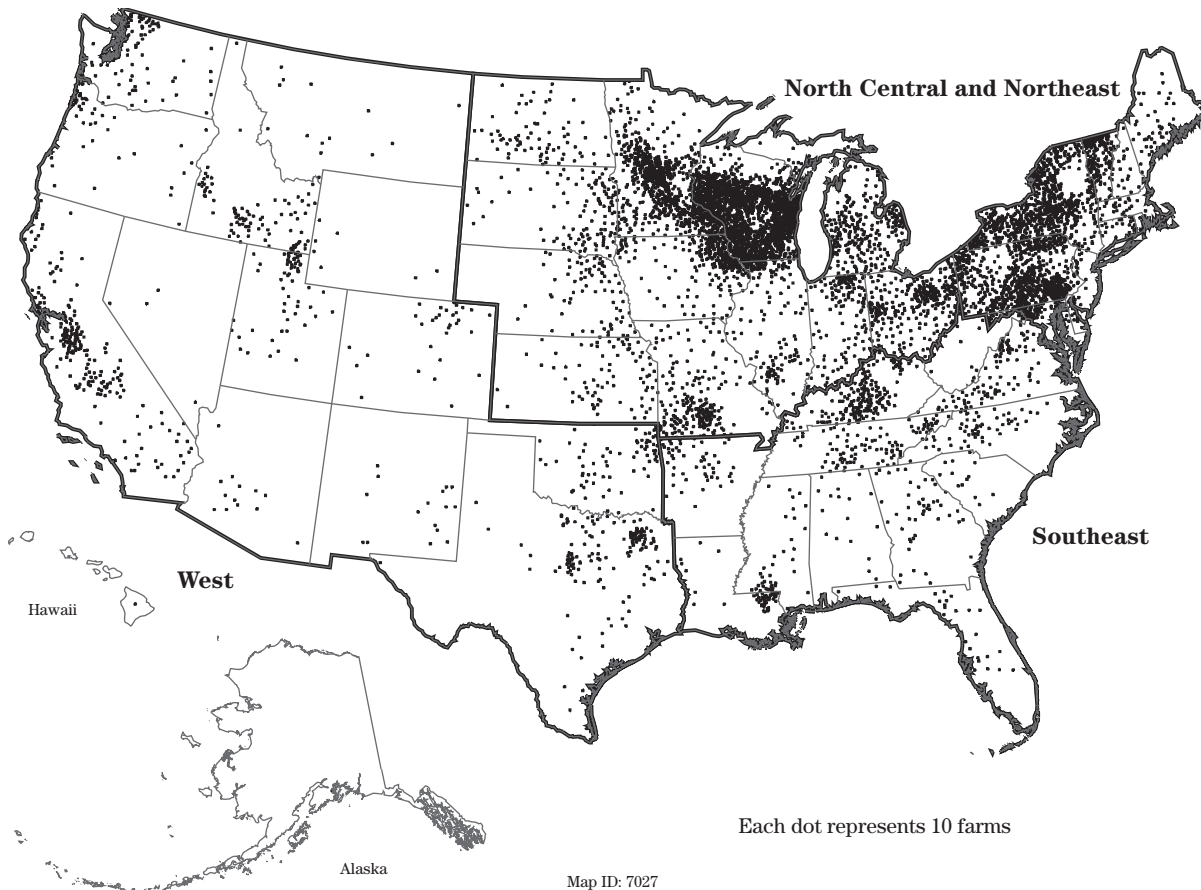 North Central and Northeast
Southeast
West
Hawaii
Each dot represents 10 farms
Alaska
Map ID: 7027